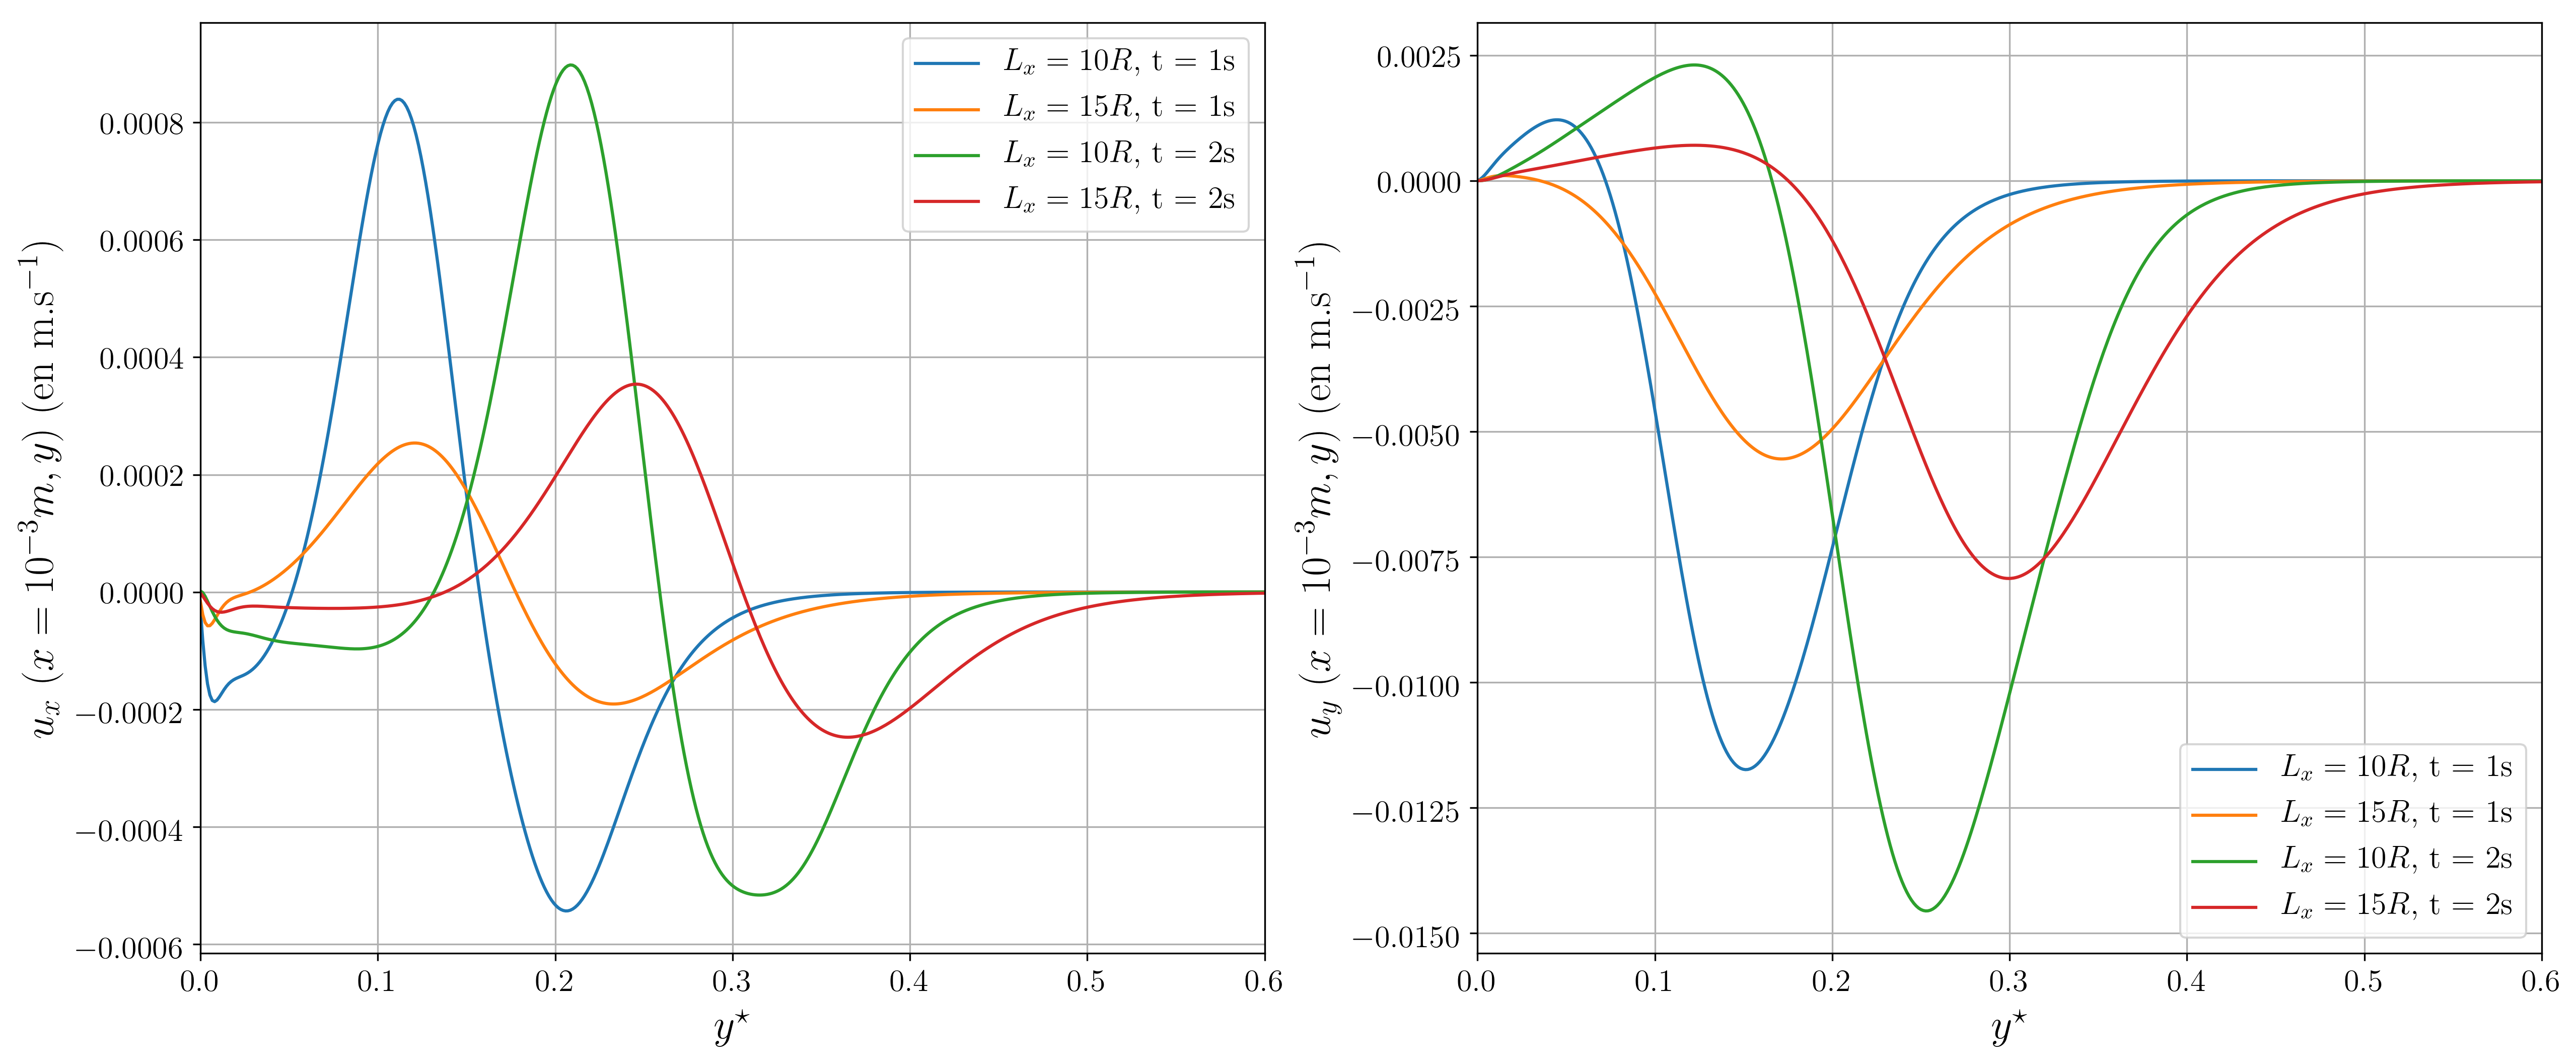 u_x (x = 10^{-3}m, y) (en m.s^{-1})
0.0008
0.0006
0.0004
0.0002
0.0000
−0.0002
−0.0004
−0.0006
0.0 0.1 0.2 0.3 0.4 0.5 0.6
y^⋆
L_x = 10R, t = 1s
L_x = 15R, t = 1s
L_x = 10R, t = 2s
L_x = 15R, t = 2s
u_y (x = 10^{-3}m, y) (en m.s^{-1})
0.0025
0.0000
−0.0025
−0.0050
−0.0075
−0.0100
−0.0125
−0.0150
0.0 0.1 0.2 0.3 0.4 0.5 0.6
y^⋆
L_x = 10R, t = 1s
L_x = 15R, t = 1s
L_x = 10R, t = 2s
L_x = 15R, t = 2s